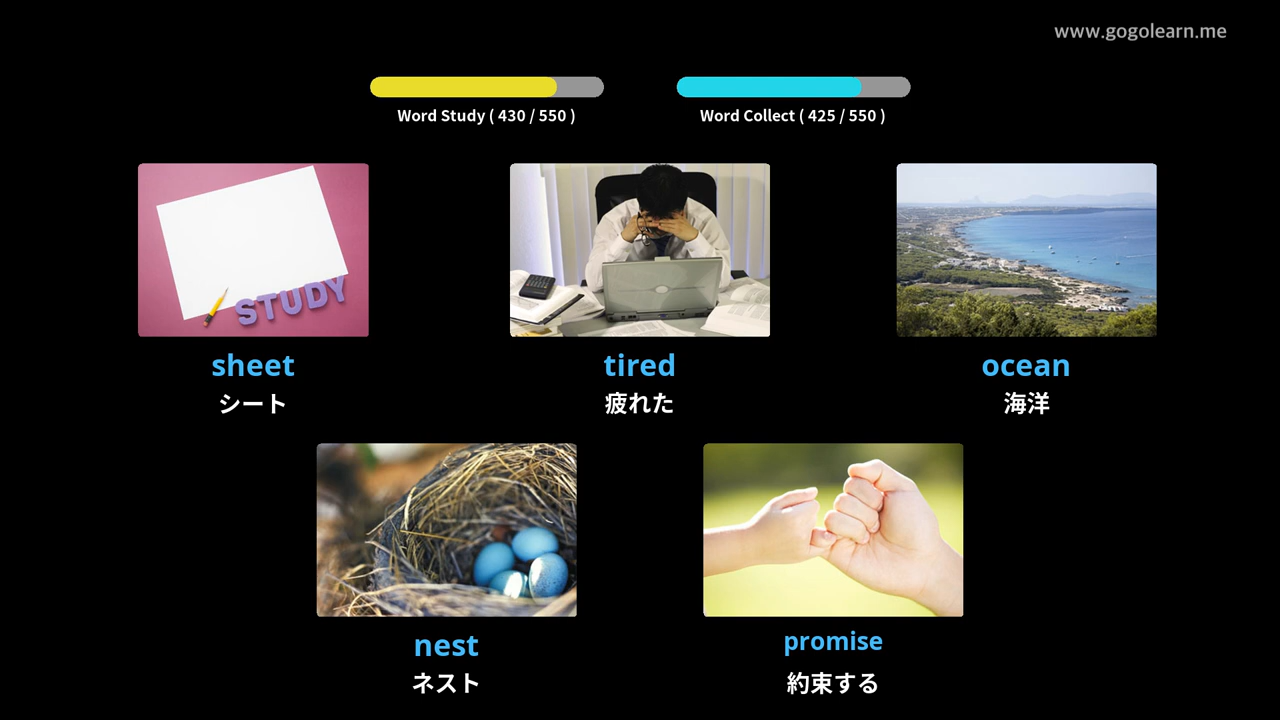 www.gogolearn.me
Word Study ( 430 / 550 )
Word Collect ( 425 / 550 )
STUDY
sheet
シート
tired
疲れた
ocean
海洋
nest
ネスト
promise
約束する